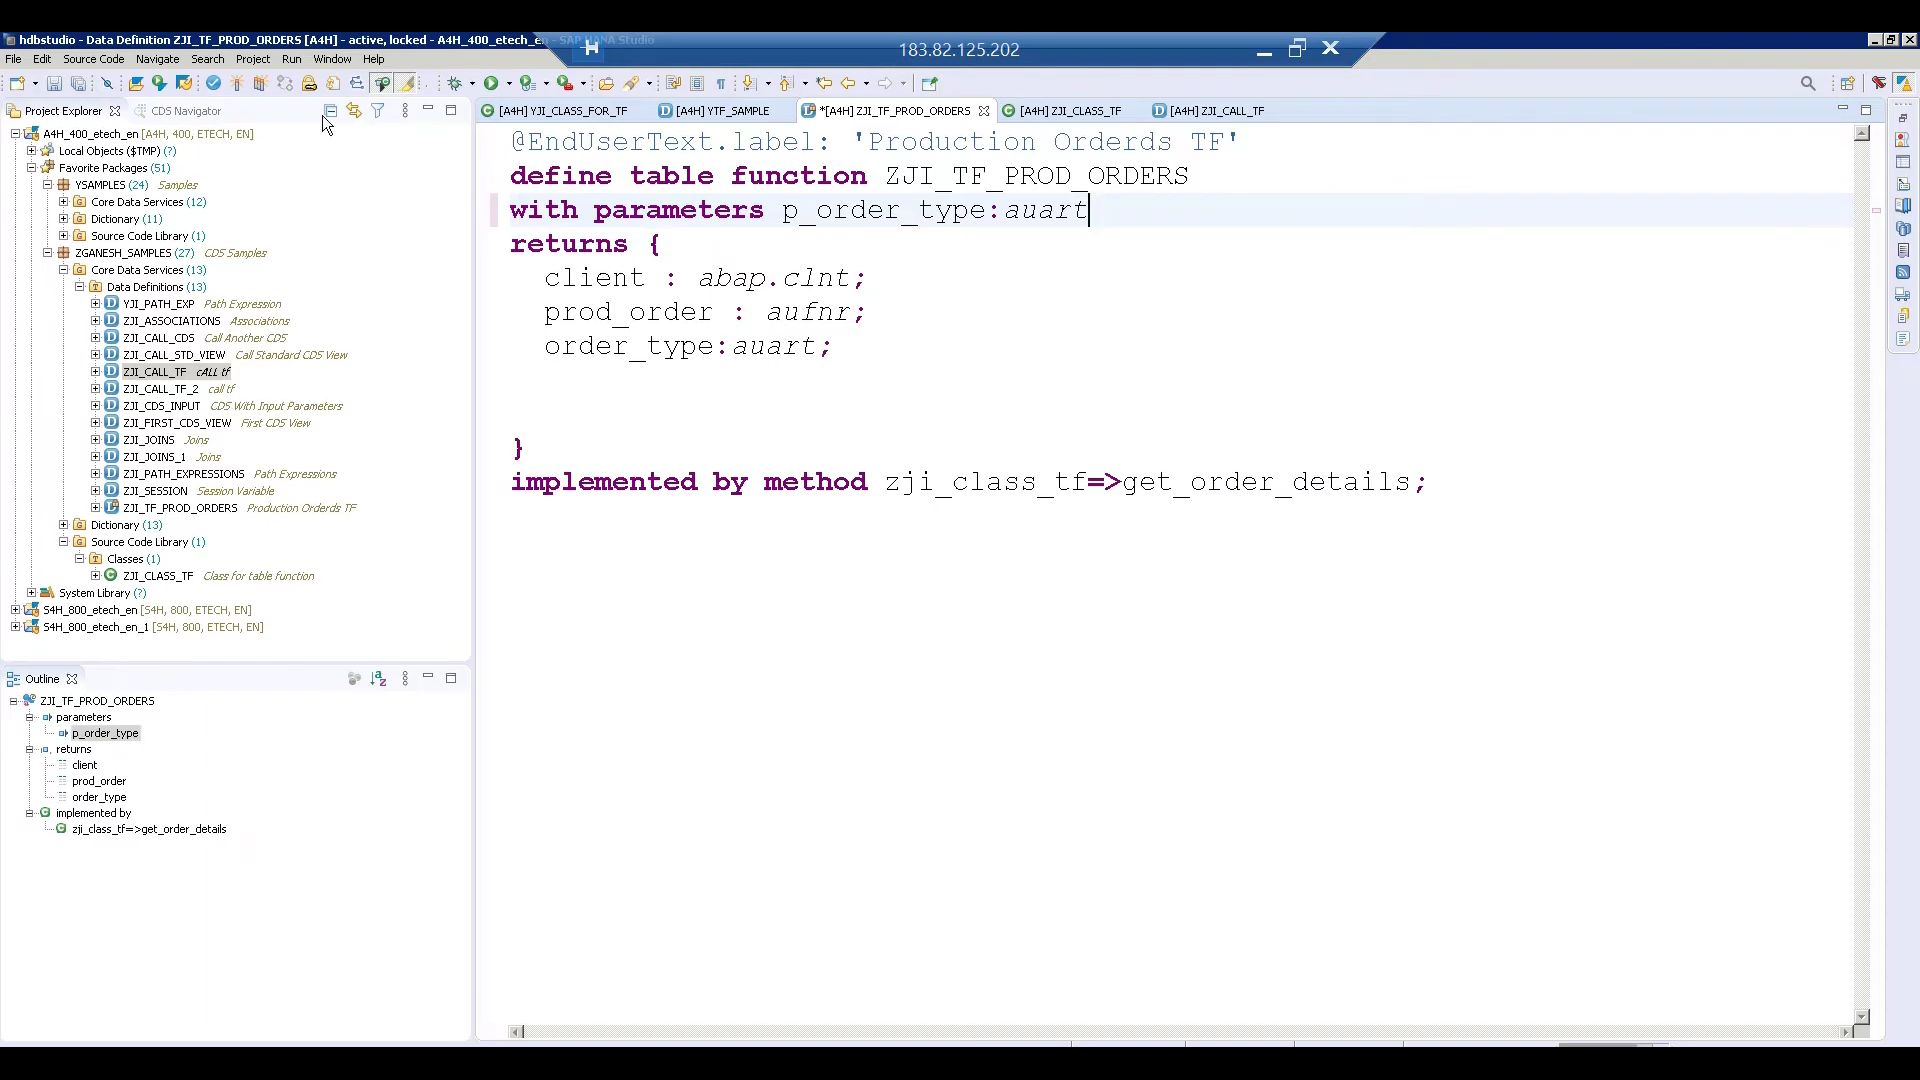 hdbstudio - Data Definition ZJI_TF_PROD_ORDERS [A4H] - active, locked - A4H_400_etech_en - SAP HANA Studio
183.82.125.202
File Edit Source Code Navigate Search Project Run Window Help
Project Explorer CDS Navigator
[A4H] YJI_CLASS_FOR_TF [A4H] YTF_SAMPLE *[A4H] ZJI_TF_PROD_ORDERS [A4H] ZJI_CLASS_TF [A4H] ZJI_CALL_TF
A4H_400_etech_en [A4H, 400, ETECH, EN]
Local Objects ($TMP) (?)
Favorite Packages (51)
YSAMPLES (24) Samples
Core Data Services (12)
Dictionary (11)
Source Code Library (1)
ZGANESH_SAMPLES (27) CDS Samples
Core Data Services (13)
Data Definitions (13)
YJI_PATH_EXP Path Expression
ZJI_ASSOCIATIONS Associations
ZJI_CALL_CDS Call Another CDS
ZJI_CALL_STD_VIEW Call Standard CDS View
ZJI_CALL_TF cALL tf
ZJI_CALL_TF_2 call tf
ZJI_CDS_INPUT CDS With Input Parameters
ZJI_FIRST_CDS_VIEW First CDS View
ZJI_JOINS Joins
ZJI_JOINS_1 Joins
ZJI_PATH_EXPRESSIONS Path Expressions
ZJI_SESSION Session Variable
ZJI_TF_PROD_ORDERS Production Orderds TF
Dictionary (13)
Source Code Library (1)
Classes (1)
ZJI_CLASS_TF Class for table function
System Library (?)
S4H_800_etech_en [S4H, 800, ETECH, EN]
S4H_800_etech_en_1 [S4H, 800, ETECH, EN]
Outline
ZJI_TF_PROD_ORDERS
parameters
p_order_type
returns
client
prod_order
order_type
implemented by
zji_class_tf=>get_order_details
@EndUserText.label: 'Production Orderds TF'
define table function ZJI_TF_PROD_ORDERS
with parameters p_order_type:auart
returns {
client : abap.clnt;
prod_order : aufnr;
order_type:auart;
}
implemented by method zji_class_tf=>get_order_details;